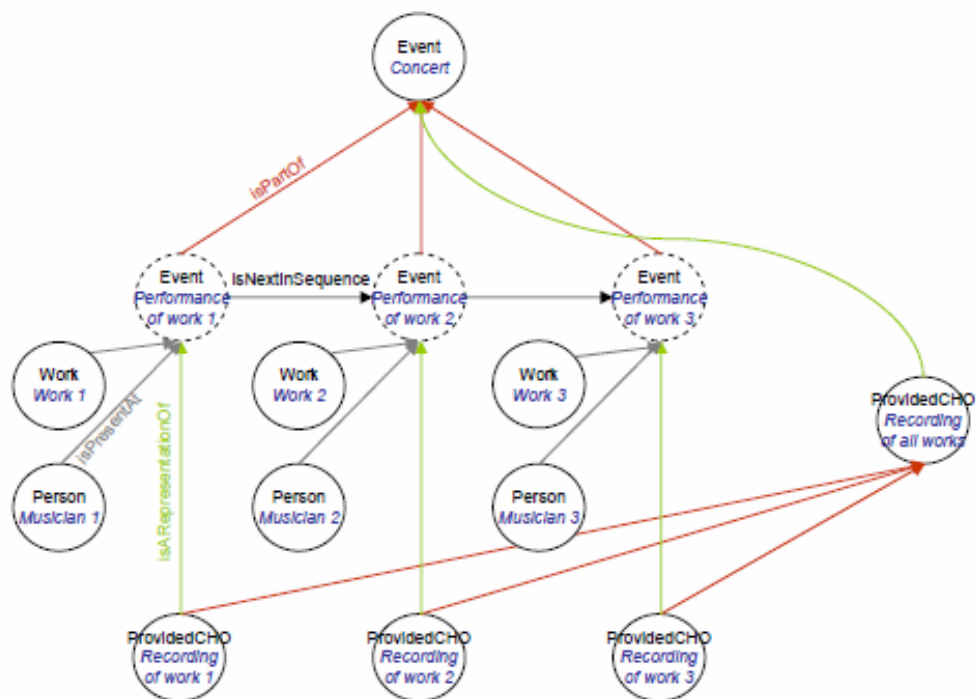 Event
Concert
isPartOf
Event
Performance
of work 1
isNextInSequence
Event
Performance
of work 2
Event
Performance
of work 3
Work
Work 1
Work
Work 2
Work
Work 3
ProvidedCHO
Recording
of all works
isPresentAt
isARepresentationOf
Person
Musician 1
Person
Musician 2
Person
Musician 3
ProvidedCHO
Recording
of work 1
ProvidedCHO
Recording
of work 2
ProvidedCHO
Recording
of work 3